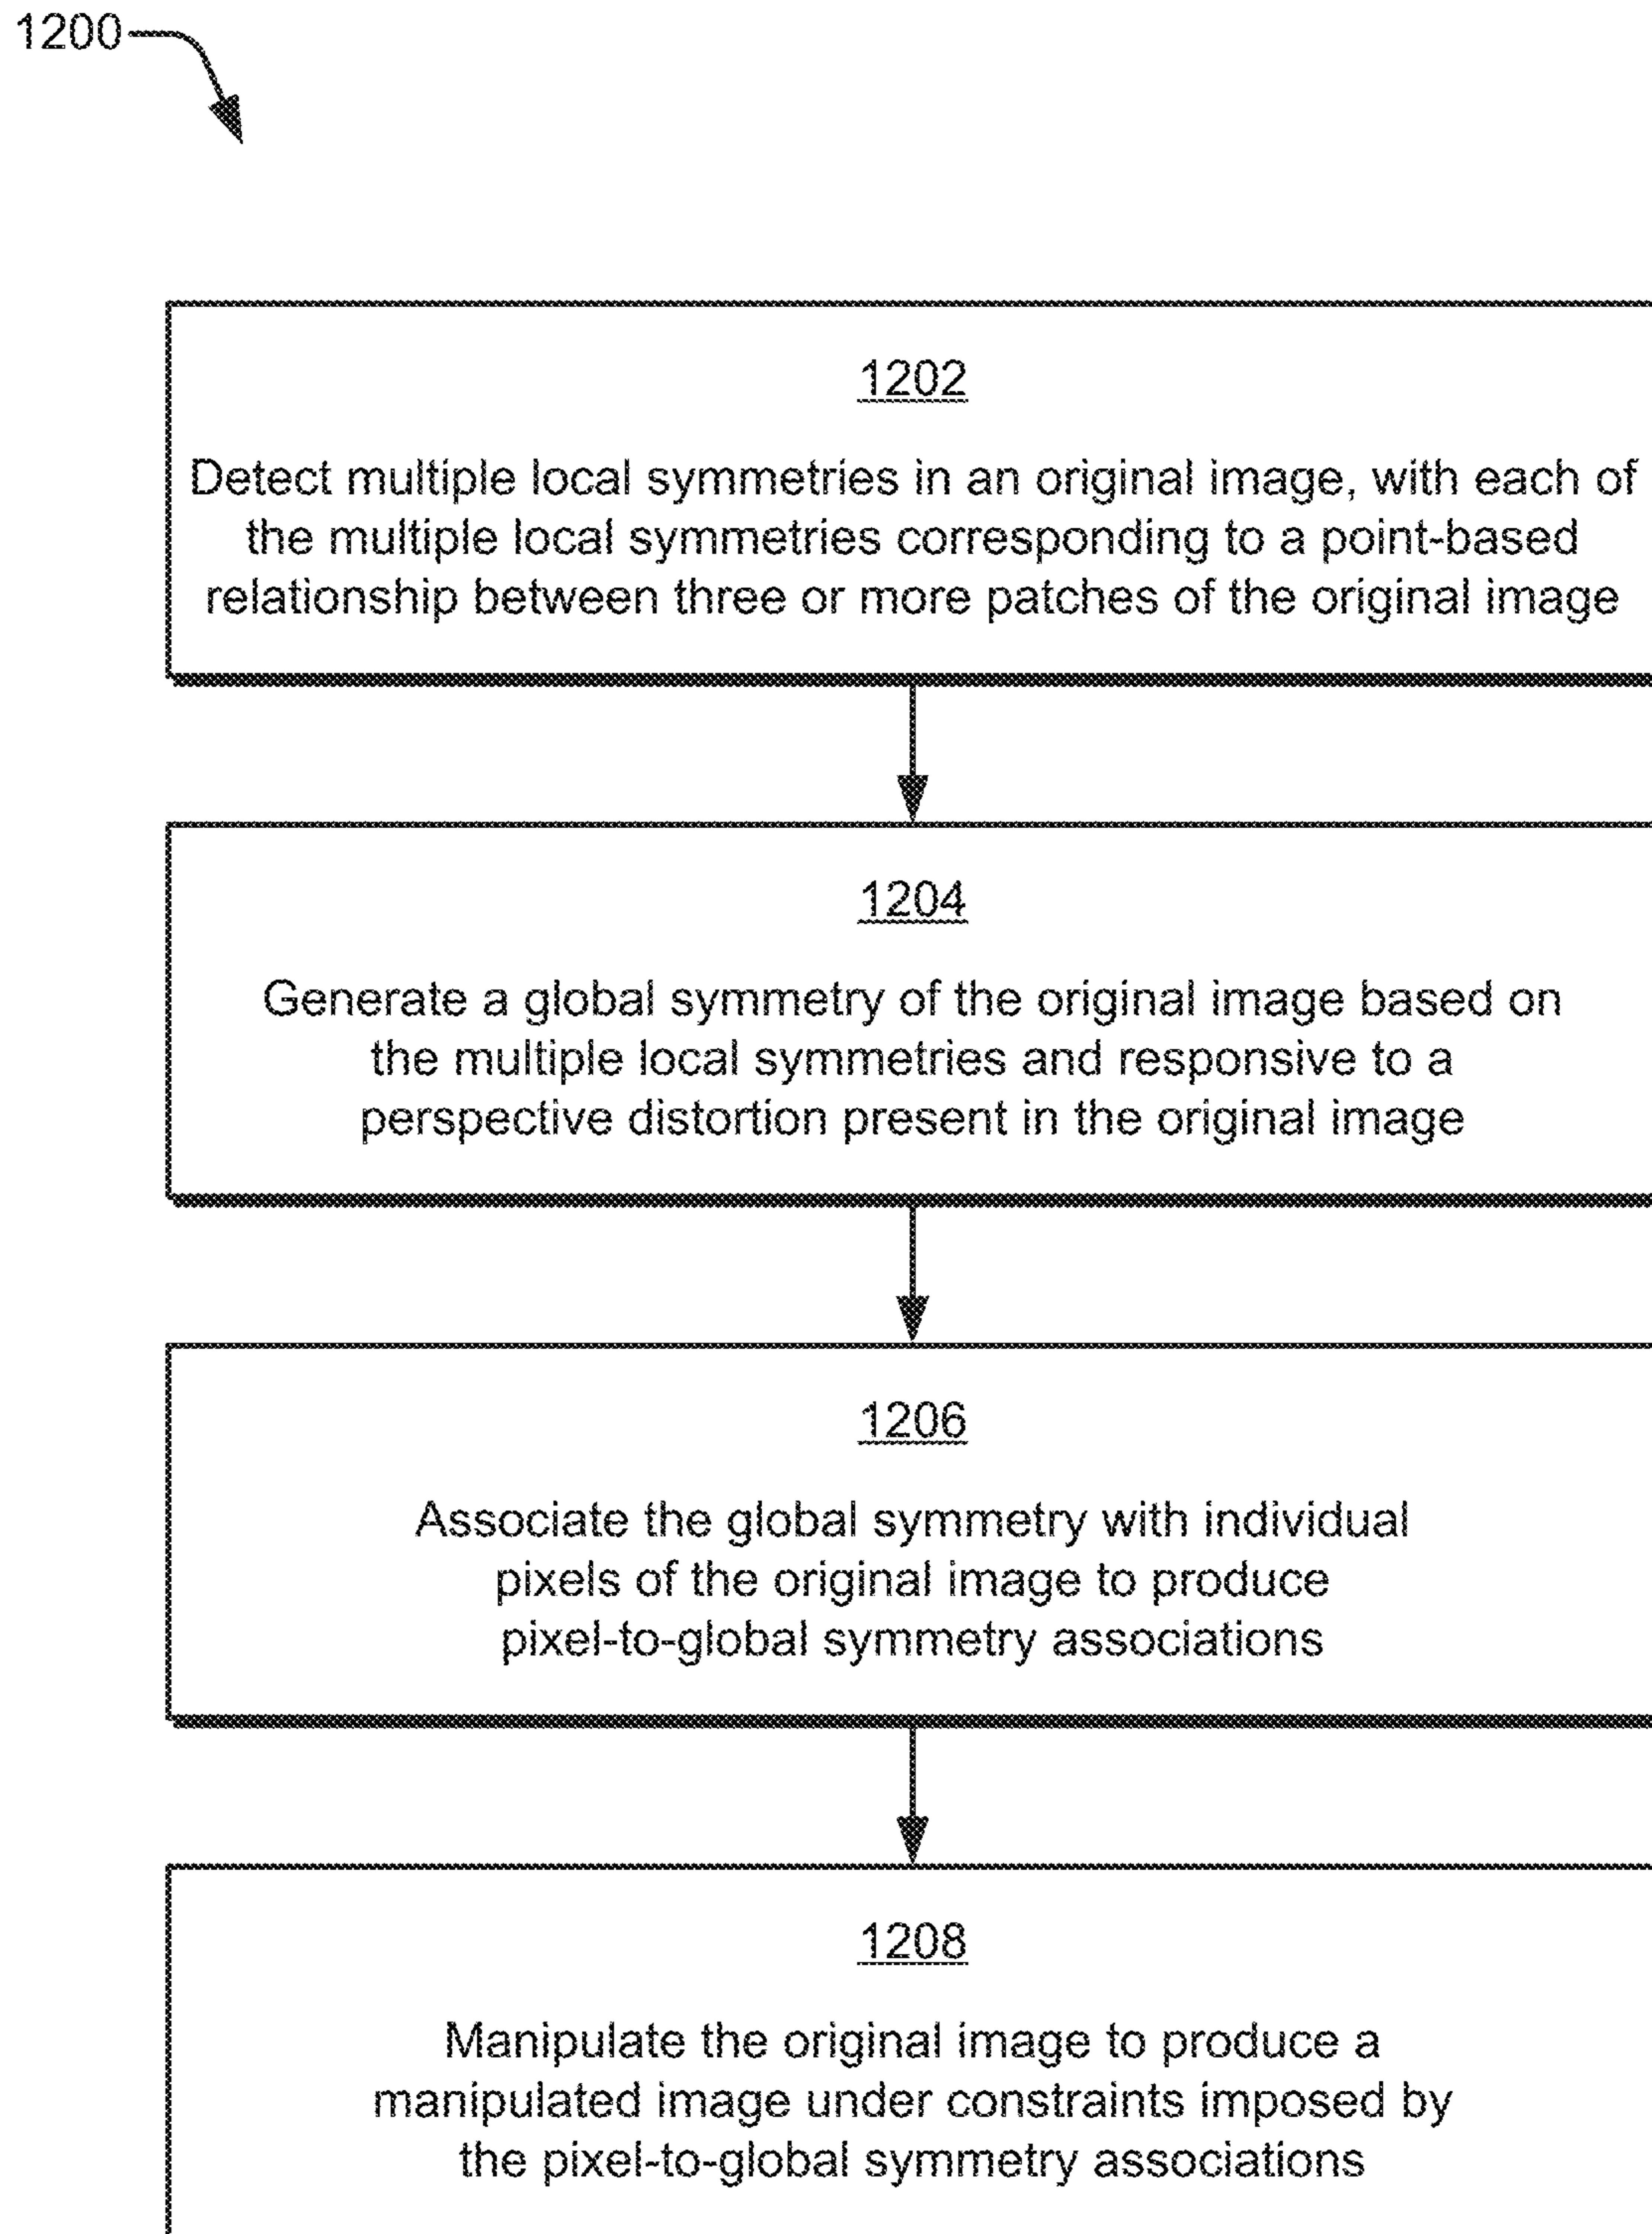 1200
1202
Detect multiple local symmetries in an original image, with each of
the multiple local symmetries corresponding to a point-based
relationship between three or more patches of the original image
1204
Generate a global symmetry of the original image based on
the multiple local symmetries and responsive to a
perspective distortion present in the original image
1206
Associate the global symmetry with individual
pixels of the original image to produce
pixel-to-global symmetry associations
1208
Manipulate the original image to produce a
manipulated image under constraints imposed by
the pixel-to-global symmetry associations